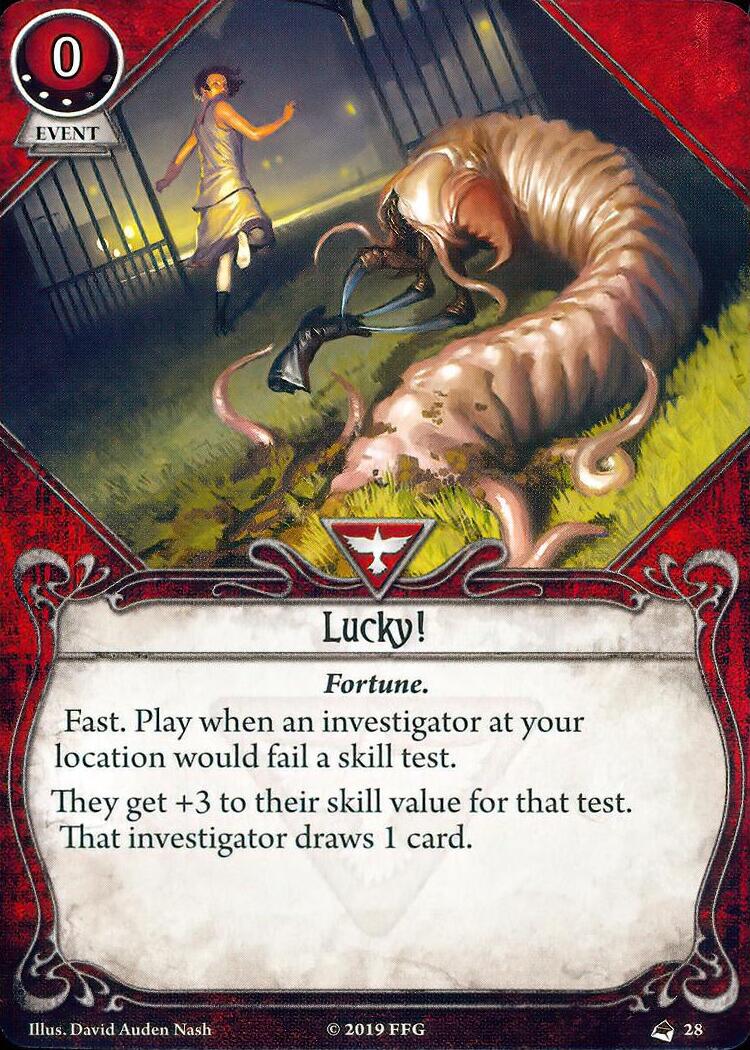 0
EVENT
Lucky!
Fortune.
Fast. Play when an investigator at your
location would fail a skill test.
They get +3 to their skill value for that test.
That investigator draws 1 card.
Illus. David Auden Nash
© 2019 FFG
28